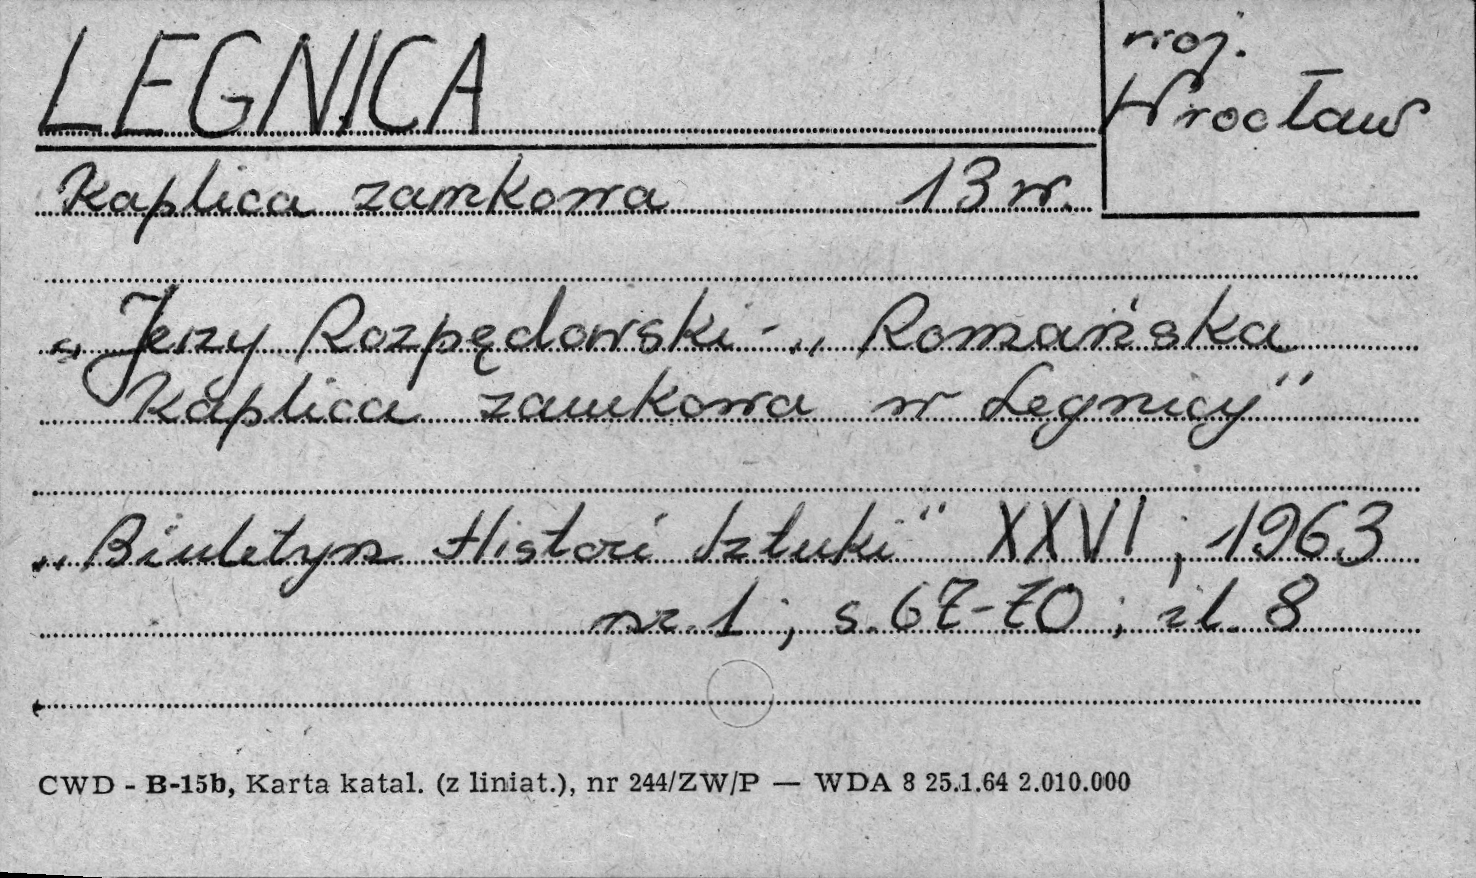 LEGNICA
woj.
Wrocław
Kaplica zamkowa 13 w.
„ Jerzy Rozpędowski - „ Romańska
Kaplica zamkowa w Legnicy"
„Biuletyn Histori Sztuki" XXVI ; 1963
nr. 1 ; s. 67-70 ; il. 8
CWD - B-15b, Karta katal. (z liniat.), nr 244/ZW/P — WDA 8 25.1.64 2.010.000